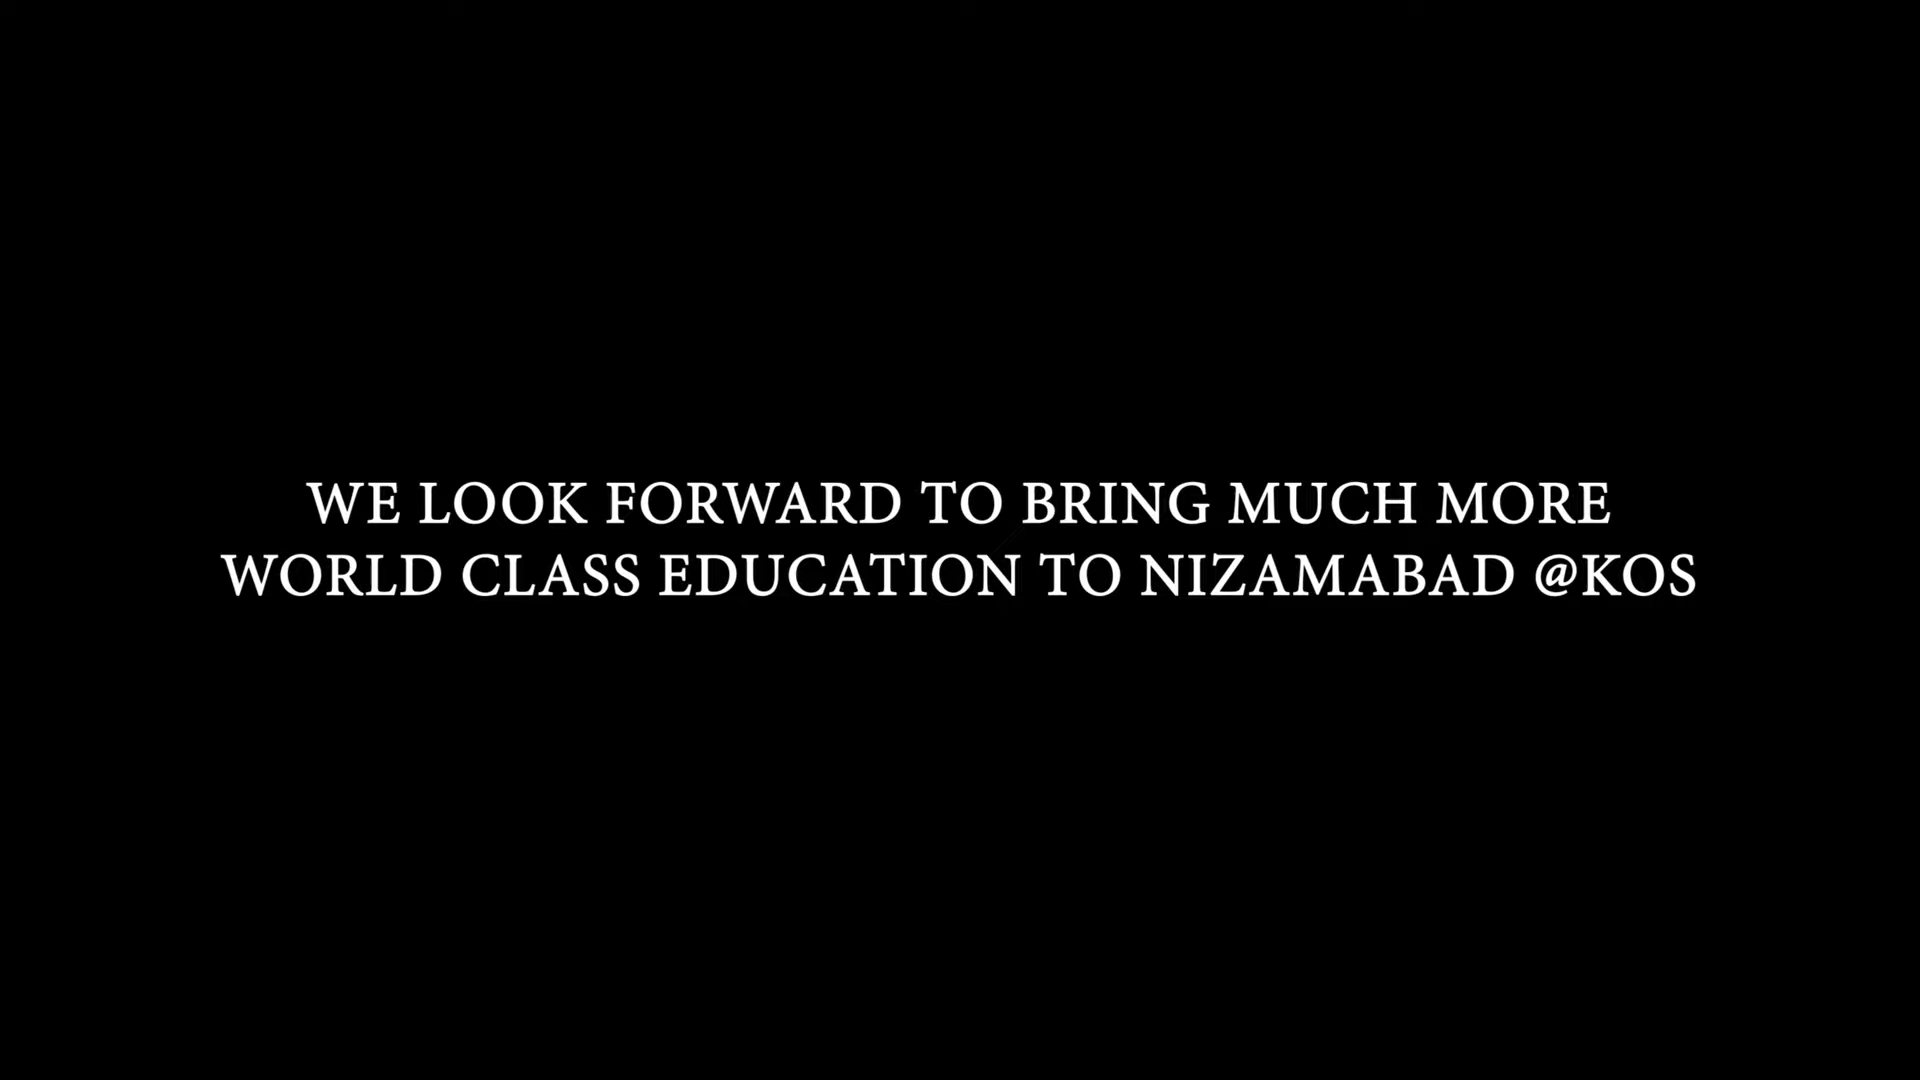 WE LOOK FORWARD TO BRING MUCH MORE
WORLD CLASS EDUCATION TO NIZAMABAD @KOS